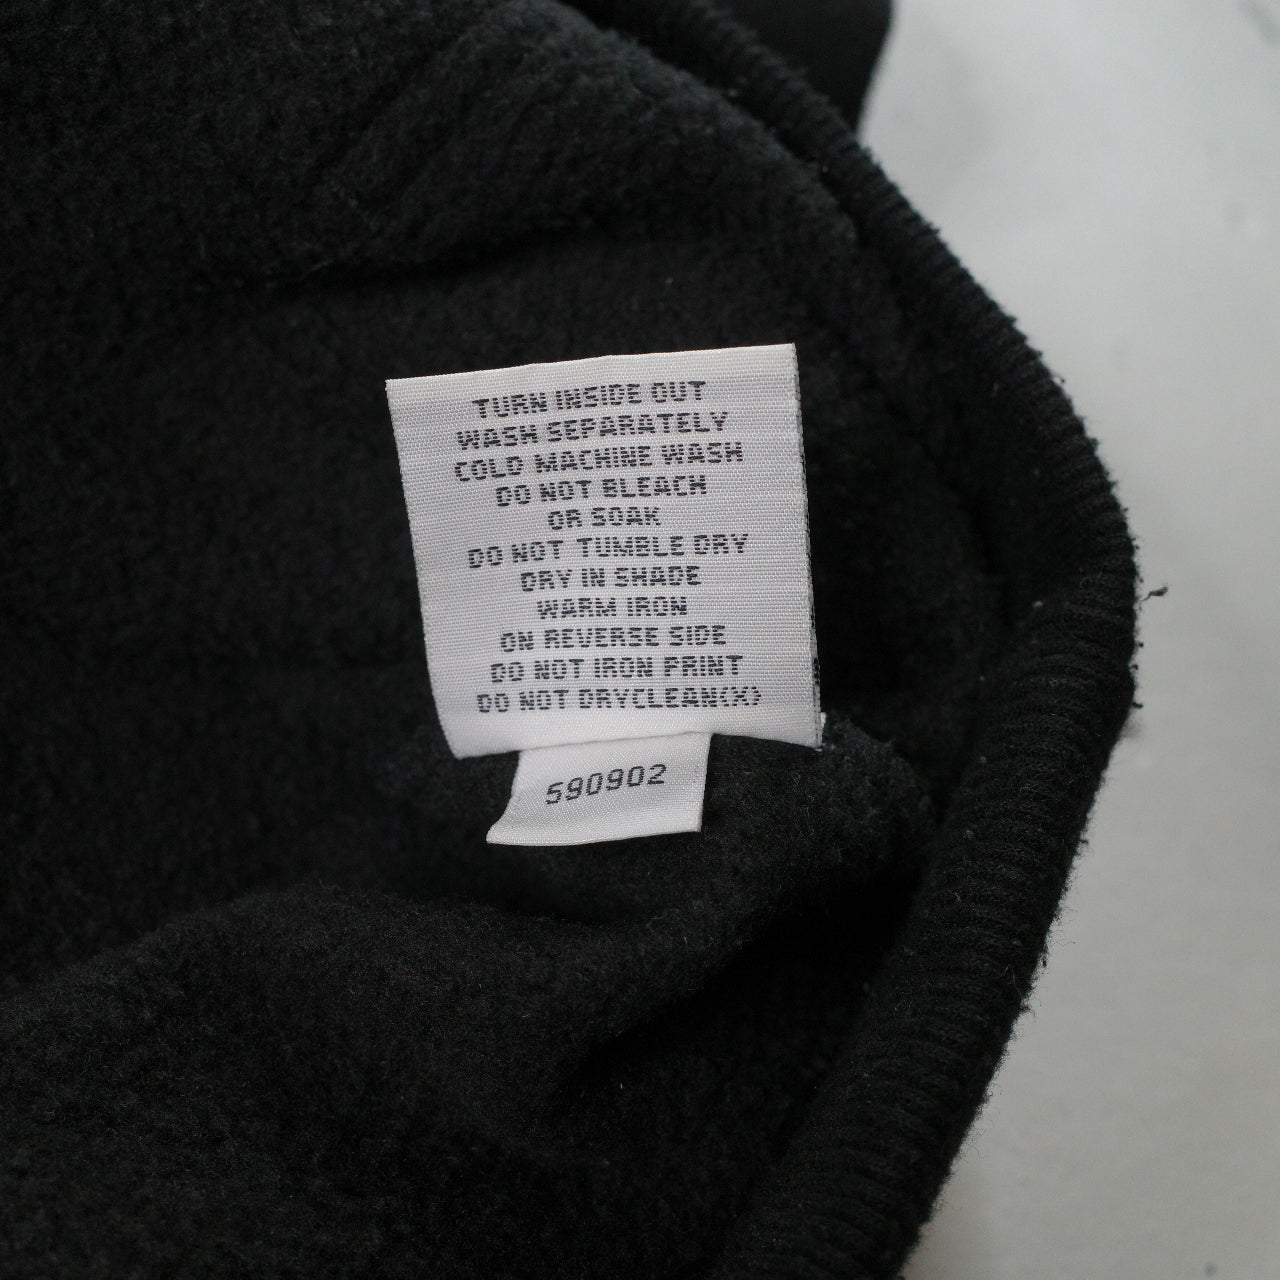 TURN INSIDE OUT
WASH SEPARATELY
COLD MACHINE WASH
DO NOT BLEACH
OR SOAK
DO NOT TUMBLE DRY
DRY IN SHADE
WARM IRON
ON REVERSE SIDE
DO NOT IRON PRINT
DO NOT DRYCLEAN(X)
590902